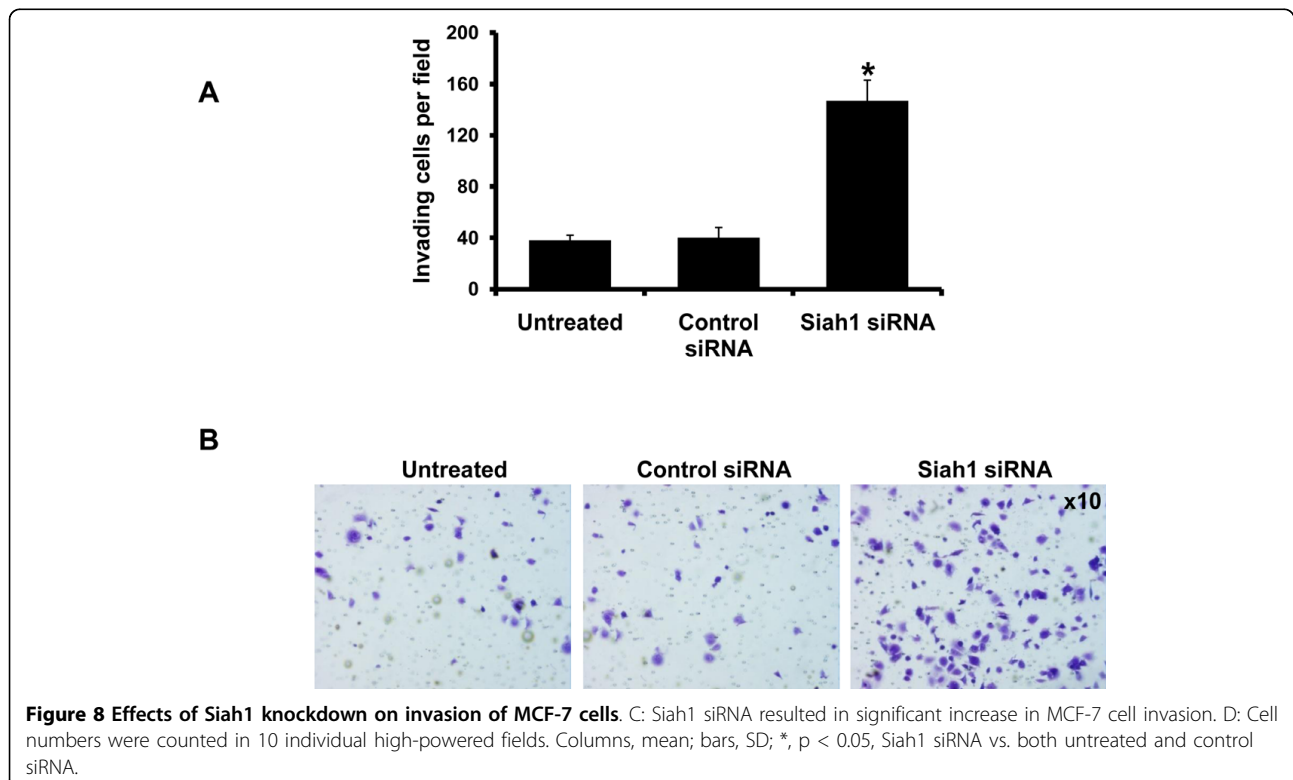 A
Invading cells per field
200
160
120
80
40
0
*
Untreated
Control
siRNA
Siah1 siRNA
B
Untreated
Control siRNA
Siah1 siRNA
x10
Figure 8 Effects of Siah1 knockdown on invasion of MCF-7 cells. C: Siah1 siRNA resulted in significant increase in MCF-7 cell invasion. D: Cell
numbers were counted in 10 individual high-powered fields. Columns, mean; bars, SD; *, p < 0.05, Siah1 siRNA vs. both untreated and control
siRNA.